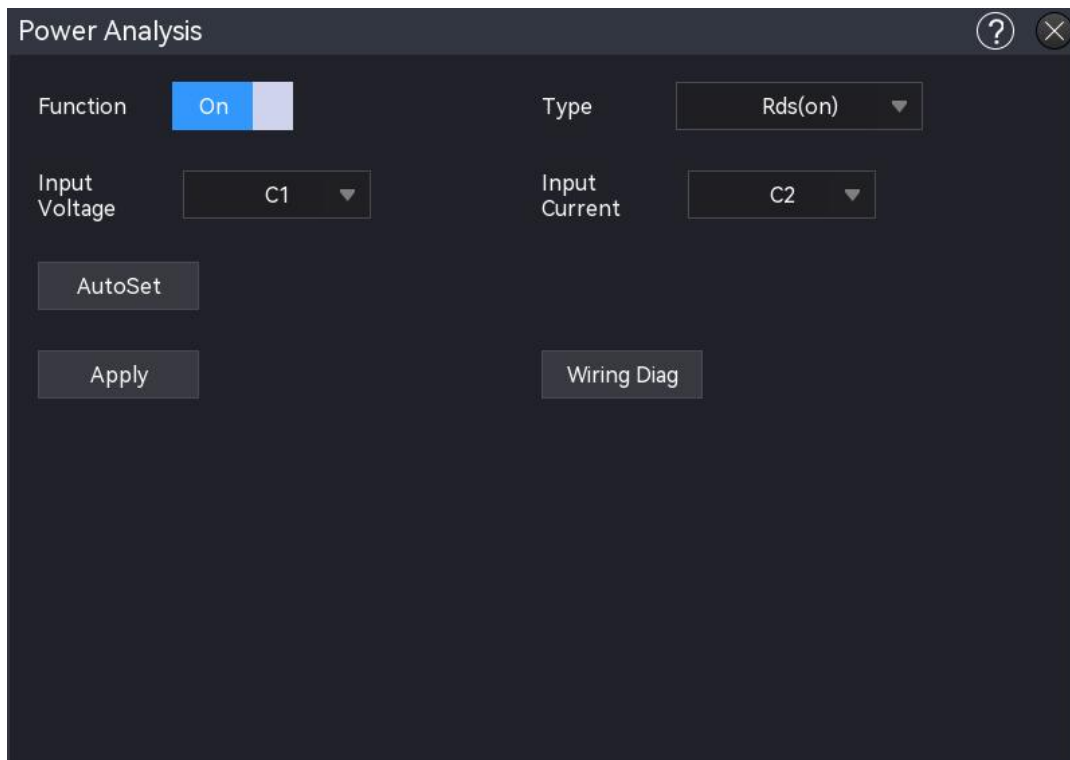 Power Analysis
?
Function
On
Type
Rds(on)
Input
Voltage
C1
Input
Current
C2
AutoSet
Apply
Wiring Diag